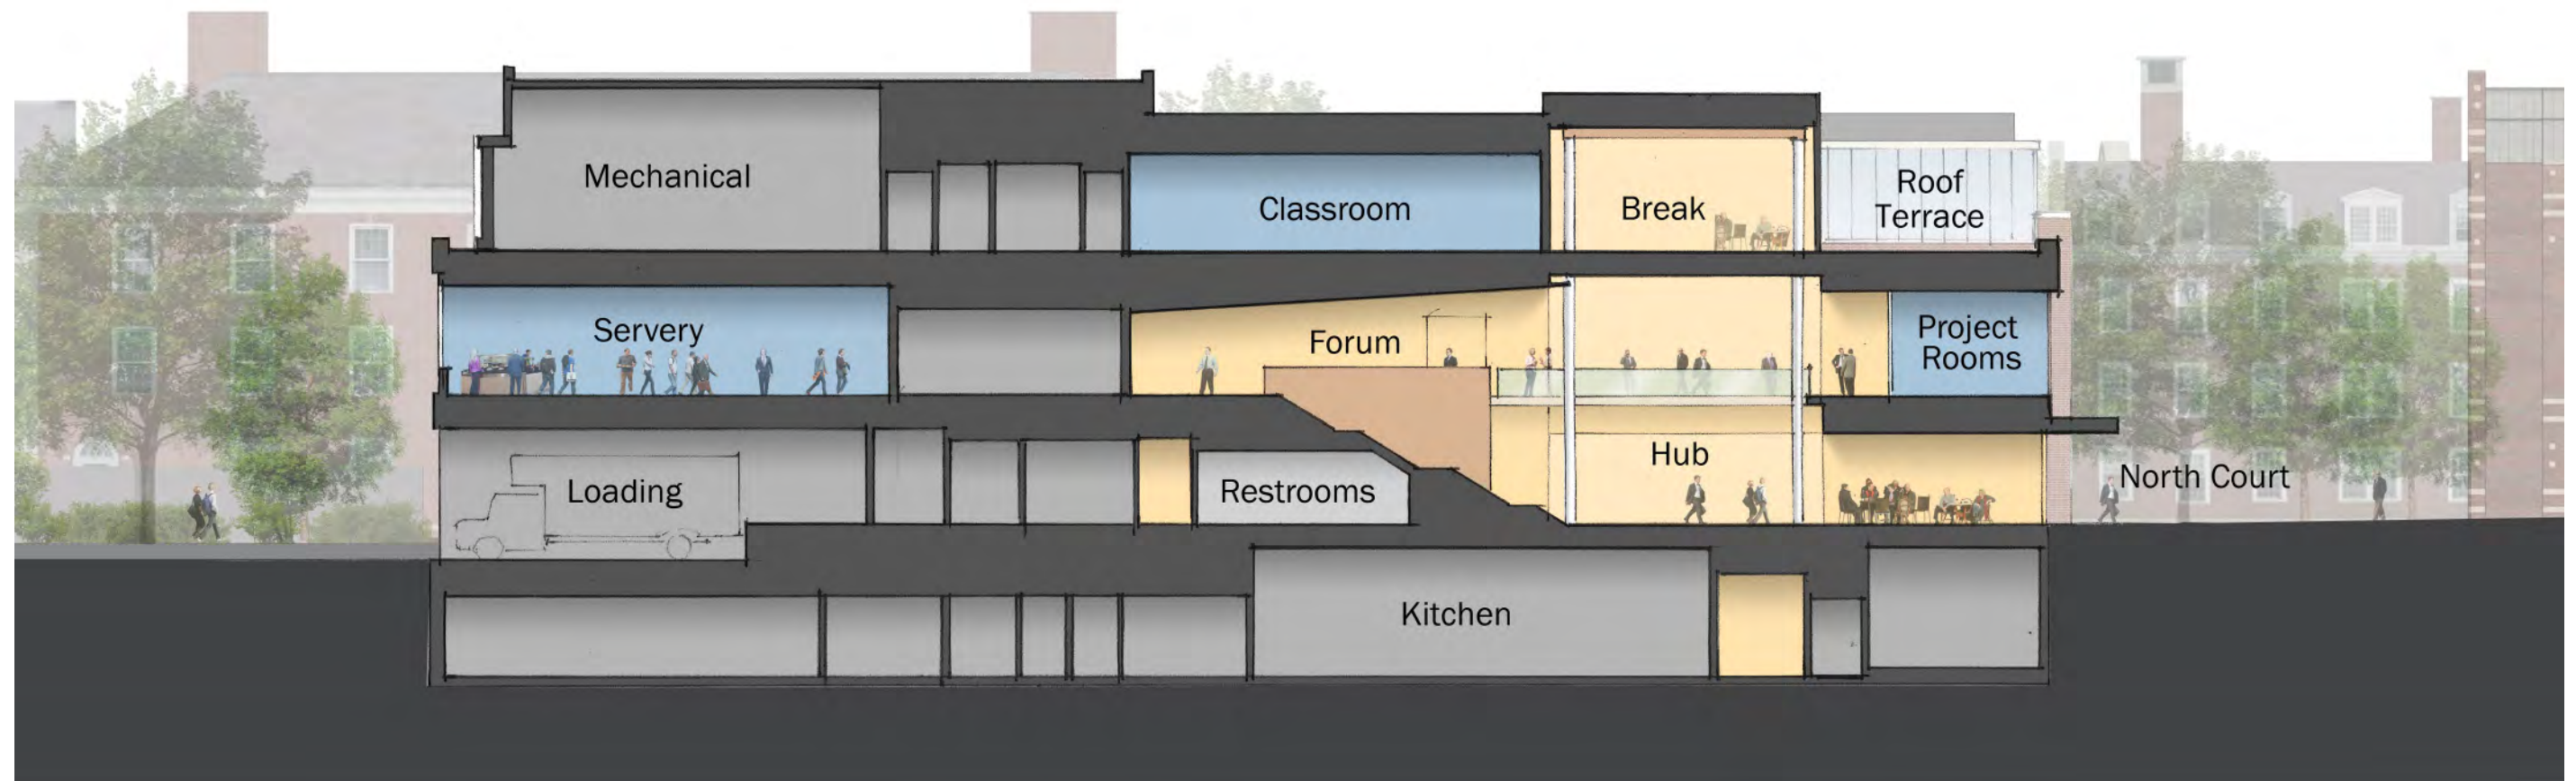 Mechanical
Classroom
Break
Roof
Terrace
Servery
Forum
Project
Rooms
Loading
Restrooms
Hub
North Court
Kitchen